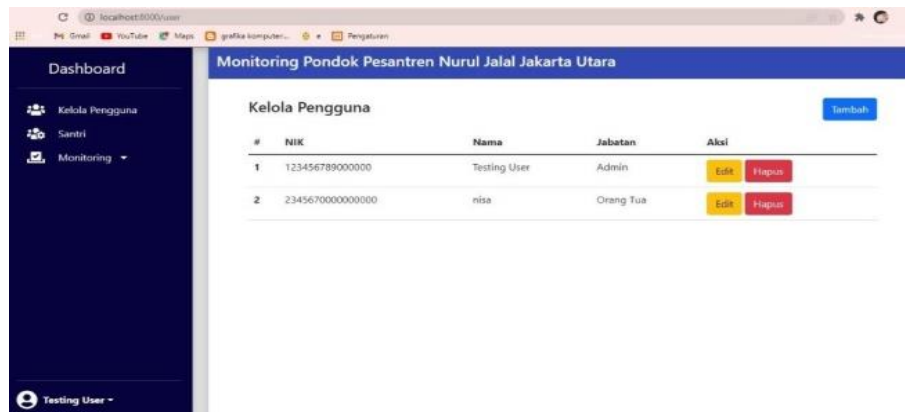 localhost:8000/user
Gmail YouTube Maps grafika komputer... Pengaturan
Dashboard
Monitoring Pondok Pesantren Nurul Jalal Jakarta Utara
Kelola Pengguna
Santri
Monitoring
Kelola Pengguna
Tambah
# NIK Nama Jabatan Aksi
1 123456789000000 Testing User Admin Edit Hapus
2 2345670000000000 nisa Orang Tua Edit Hapus
Testing User